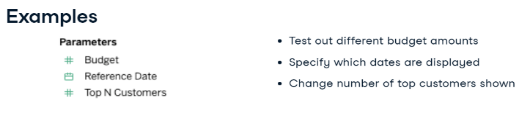 Examples
Parameters
# Budget
Reference Date
# Top N Customers
• Test out different budget amounts
• Specify which dates are displayed
• Change number of top customers shown